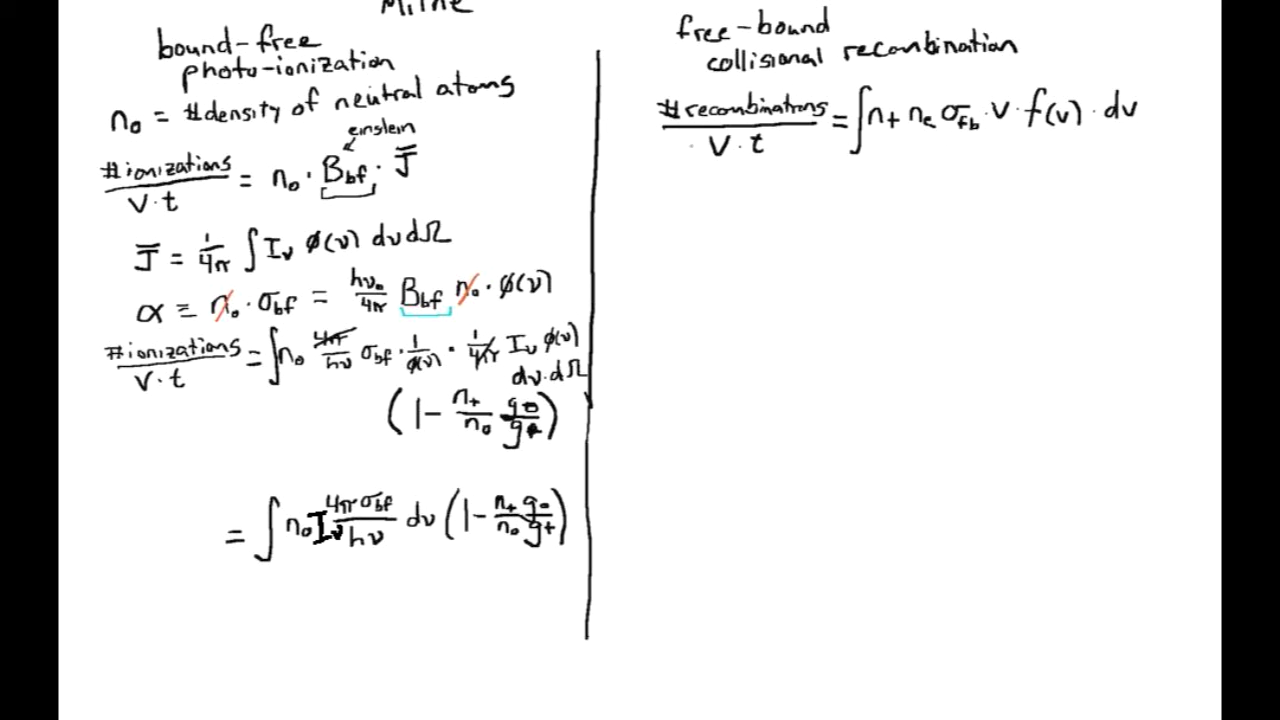 Milne
bound-free
photo-ionization
n₀ = #density of neutral atoms
einstein
#ionizations / V·t = n₀ · B_bf · J̅
J̅ = 1/4π ∫ I_ν φ(ν) dν dΩ
α ≡ n₀ · σ_bf = hν₀/4π B_bf n₀ · φ(ν)
#ionizations / V·t = ∫ n₀ 4π/hν σ_bf · 1/φ(ν) · 1/4π I_ν φ(ν)
dν·dΩ
(1 - n₊/n₀ g₀/g₊)
= ∫ n₀ I_ν 4π σ_bf / hν dν (1 - n₊ g₀ / n₀ g₊)
free-bound
collisional recombination
#recombinations / V·t = ∫ n₊ n_e σ_fb · v · f(v) · dv